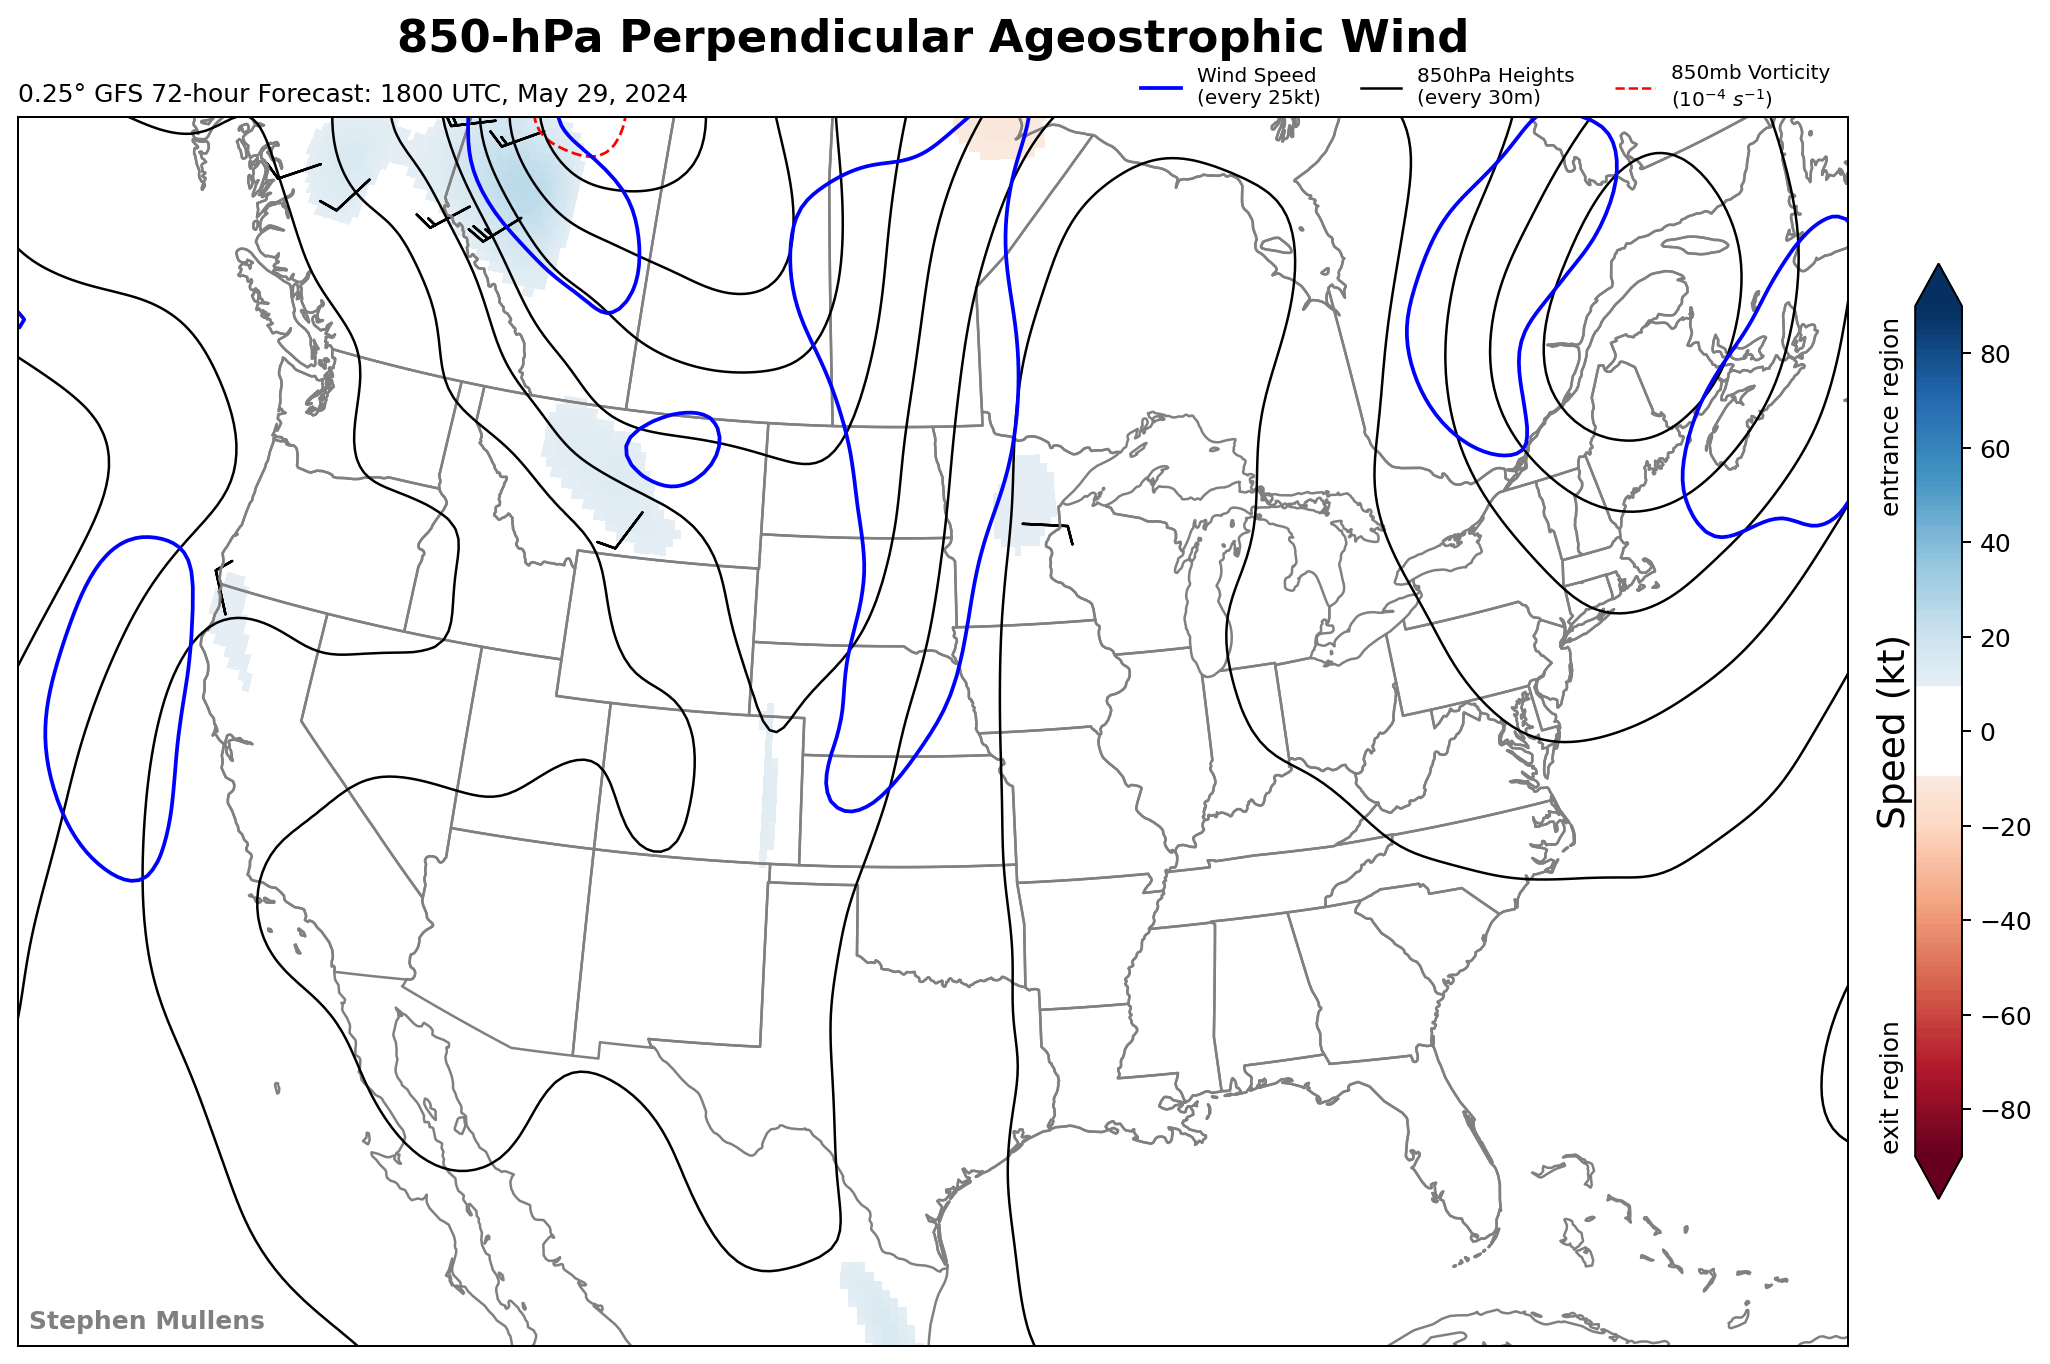 850-hPa Perpendicular Ageostrophic Wind
0.25° GFS 72-hour Forecast: 1800 UTC, May 29, 2024
Wind Speed
(every 25kt)
850hPa Heights
(every 30m)
850mb Vorticity
(10⁻⁴ s⁻¹)
entrance region
Speed (kt)
exit region
80
60
40
20
0
−20
−40
−60
−80
Stephen Mullens